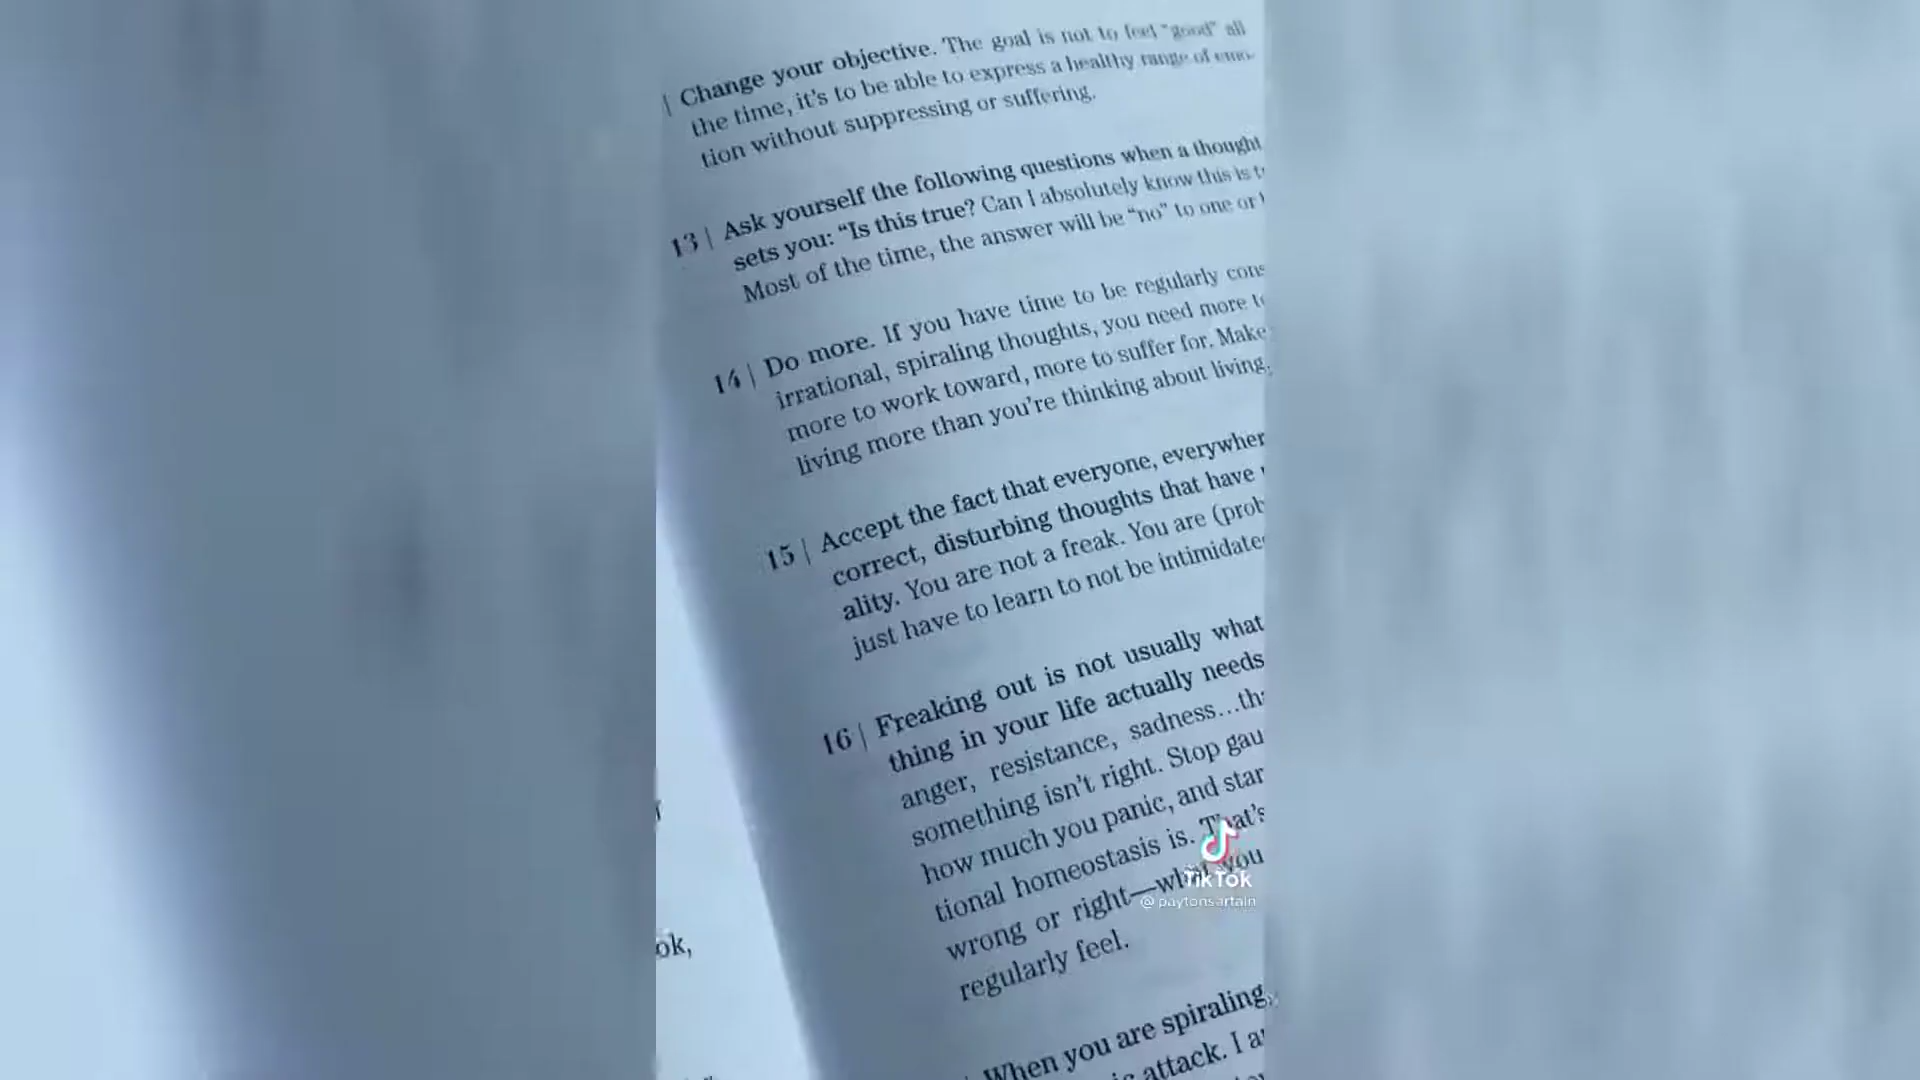 | Change your objective. The goal is not to feel "good" all
the time, it's to be able to express a healthy range of emo-
tion without suppressing or suffering.
13 | Ask yourself the following questions when a thought
sets you: "Is this true? Can I absolutely know this is
Most of the time, the answer will be "no" to one or
14 | Do more. If you have time to be regularly cons
irrational, spiraling thoughts, you need more
more to work toward, more to suffer for. Make
living more than you're thinking about living.
15 | Accept the fact that everyone, everywher
correct, disturbing thoughts that have
ality. You are not a freak. You are (prob
just have to learn to not be intimidate
16 | Freaking out is not usually what
thing in your life actually needs
anger, resistance, sadness...th
something isn't right. Stop gau
how much you panic, and star
tional homeostasis is. That's
wrong or right—what you
regularly feel.
When you are spiraling,
attack. I a
ok,
TikTok
@paytonsartain